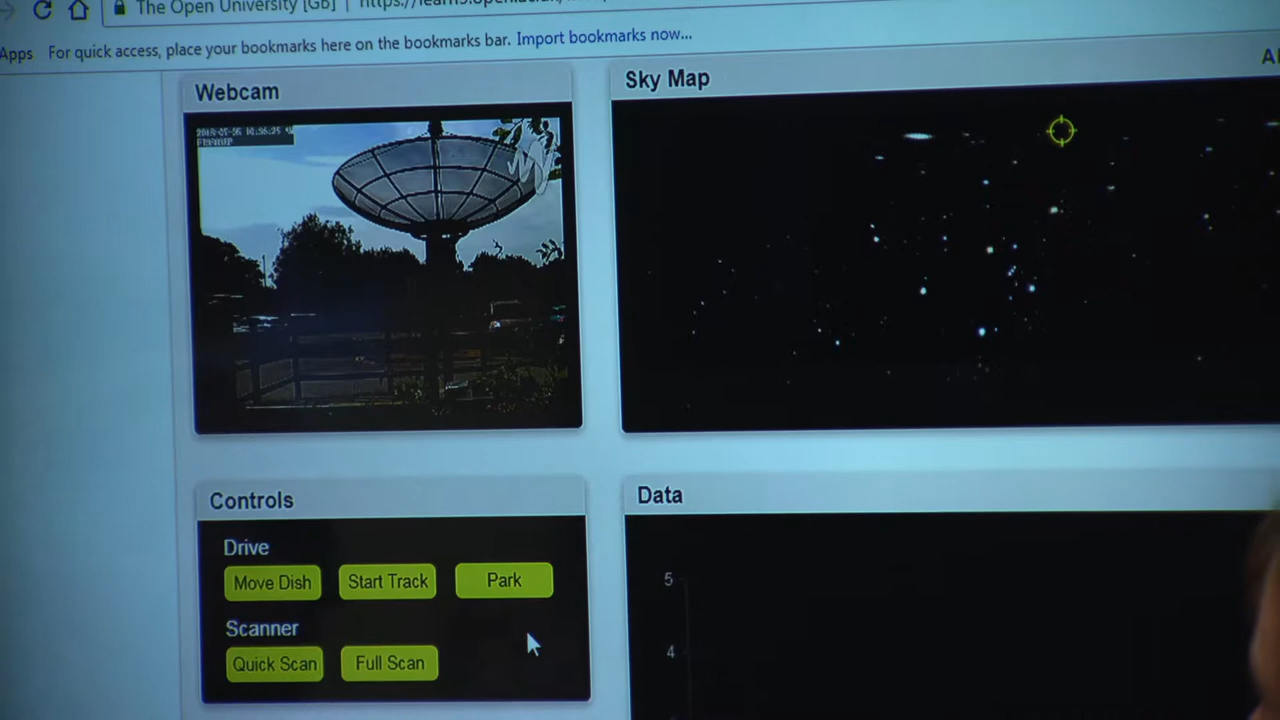 The Open University [GB]
Apps For quick access, place your bookmarks here on the bookmarks bar. Import bookmarks now...
Webcam
Sky Map
Controls
Data
Drive
Move Dish
Start Track
Park
Scanner
Quick Scan
Full Scan
5
4